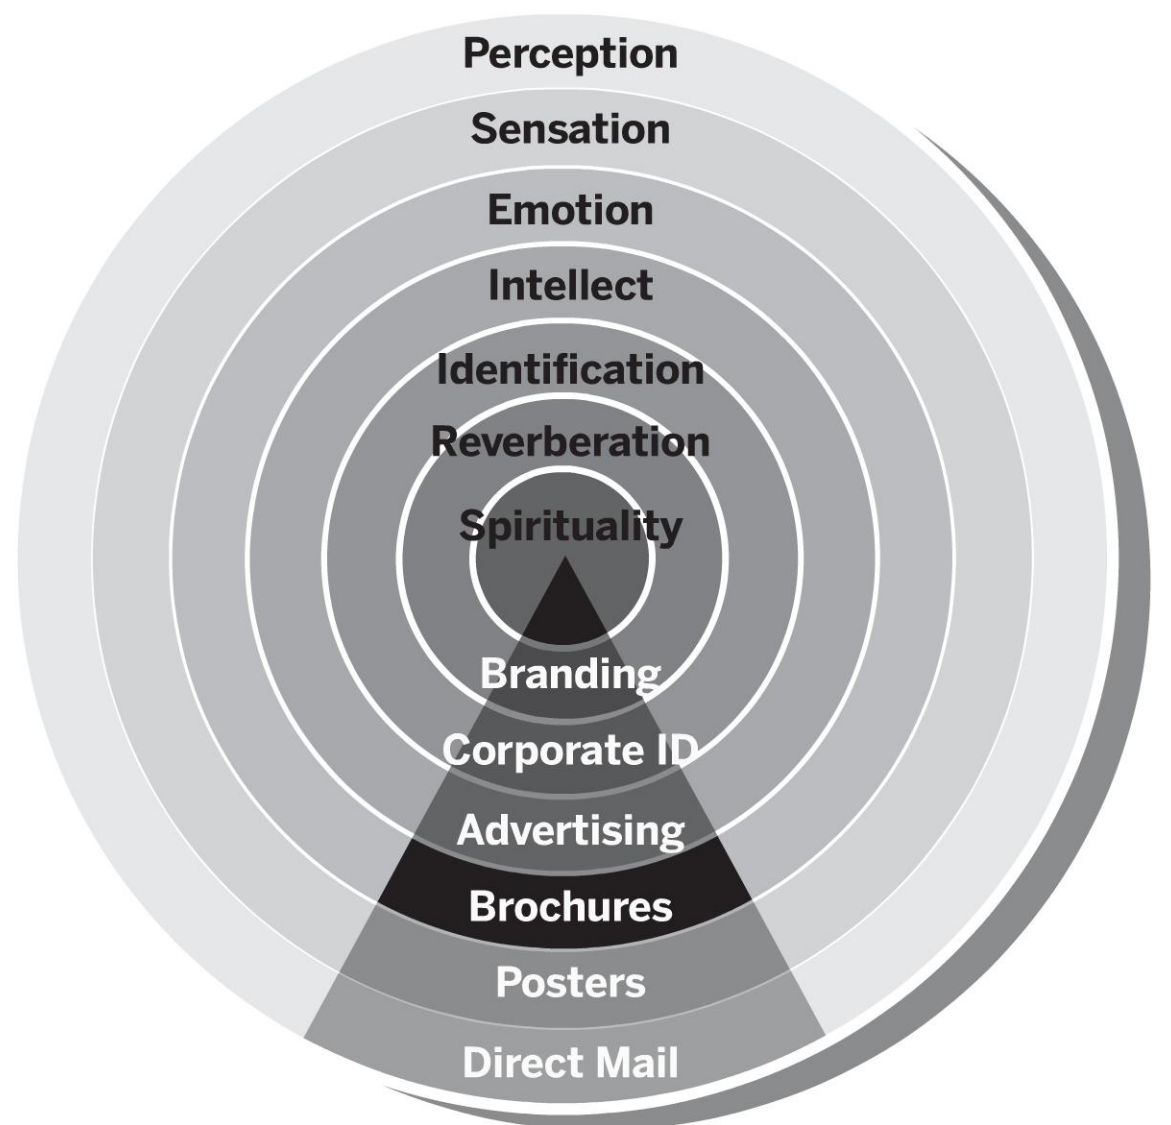 Perception
Sensation
Emotion
Intellect
Identification
Reverberation
Spirituality
Branding
Corporate ID
Advertising
Brochures
Posters
Direct Mail